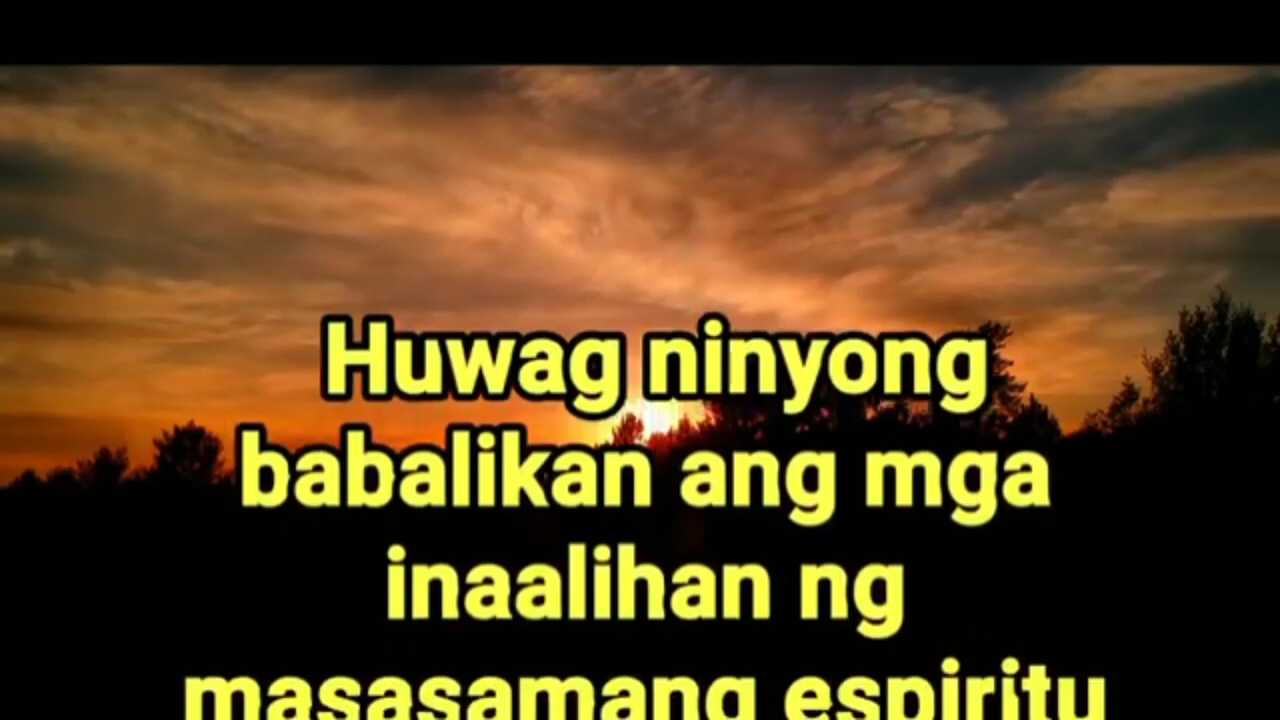 Huwag ninyong
babalikan ang mga
inaalihan ng
masasamang espiritu